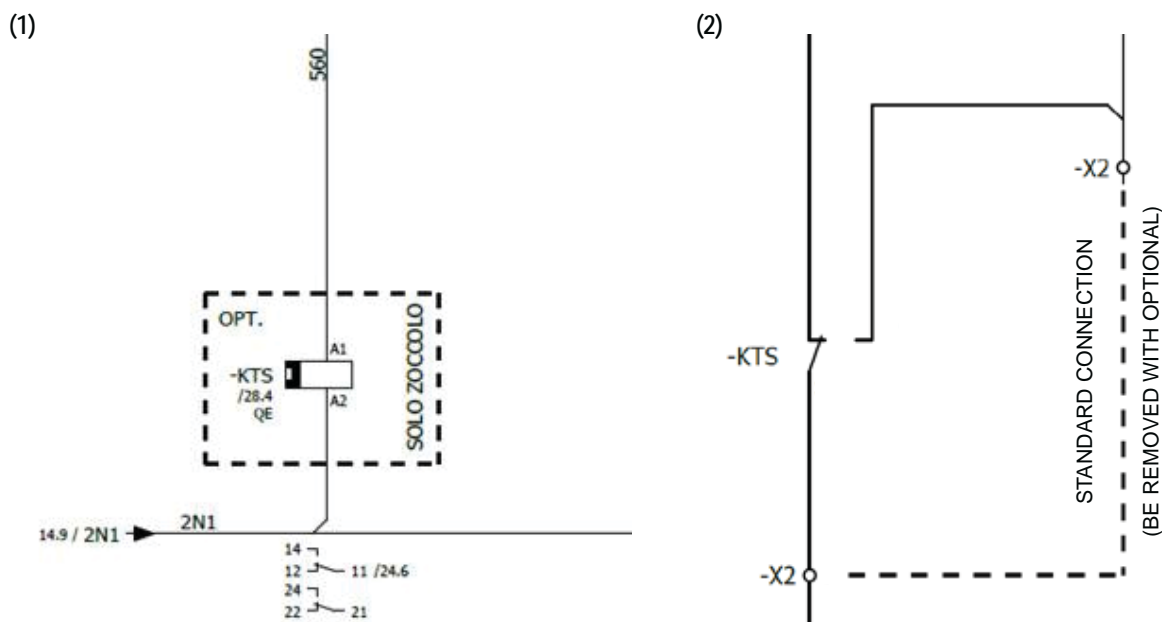 (1)
560
OPT.
SOLO ZOCCOLO
A1
-KTS
/28.4
A2
QE
14.9 / 2N1
2N1
14
12 11 /24.6
24
22 21
(2)
-X2
-KTS
STANDARD CONNECTION
(BE REMOVED WITH OPTIONAL)
-X2